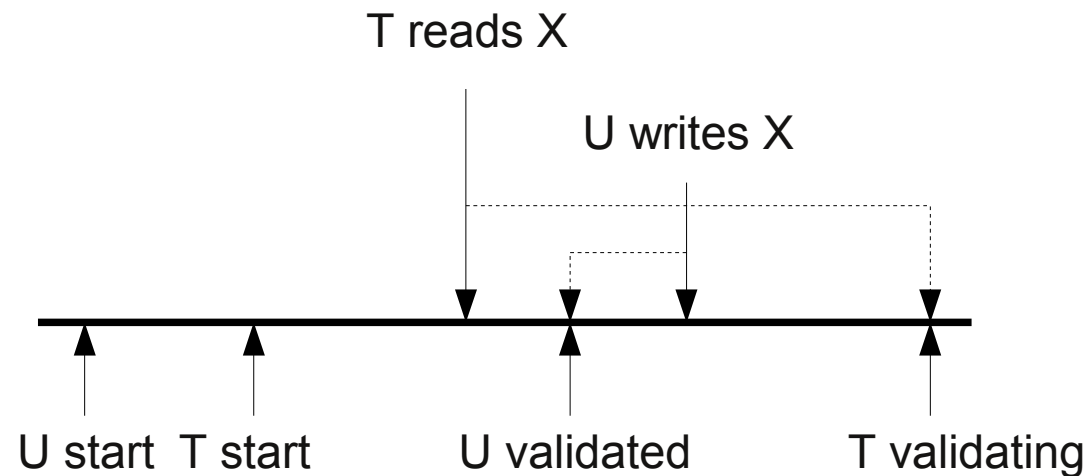 T reads X
U writes X
U start
T start
U validated
T validating